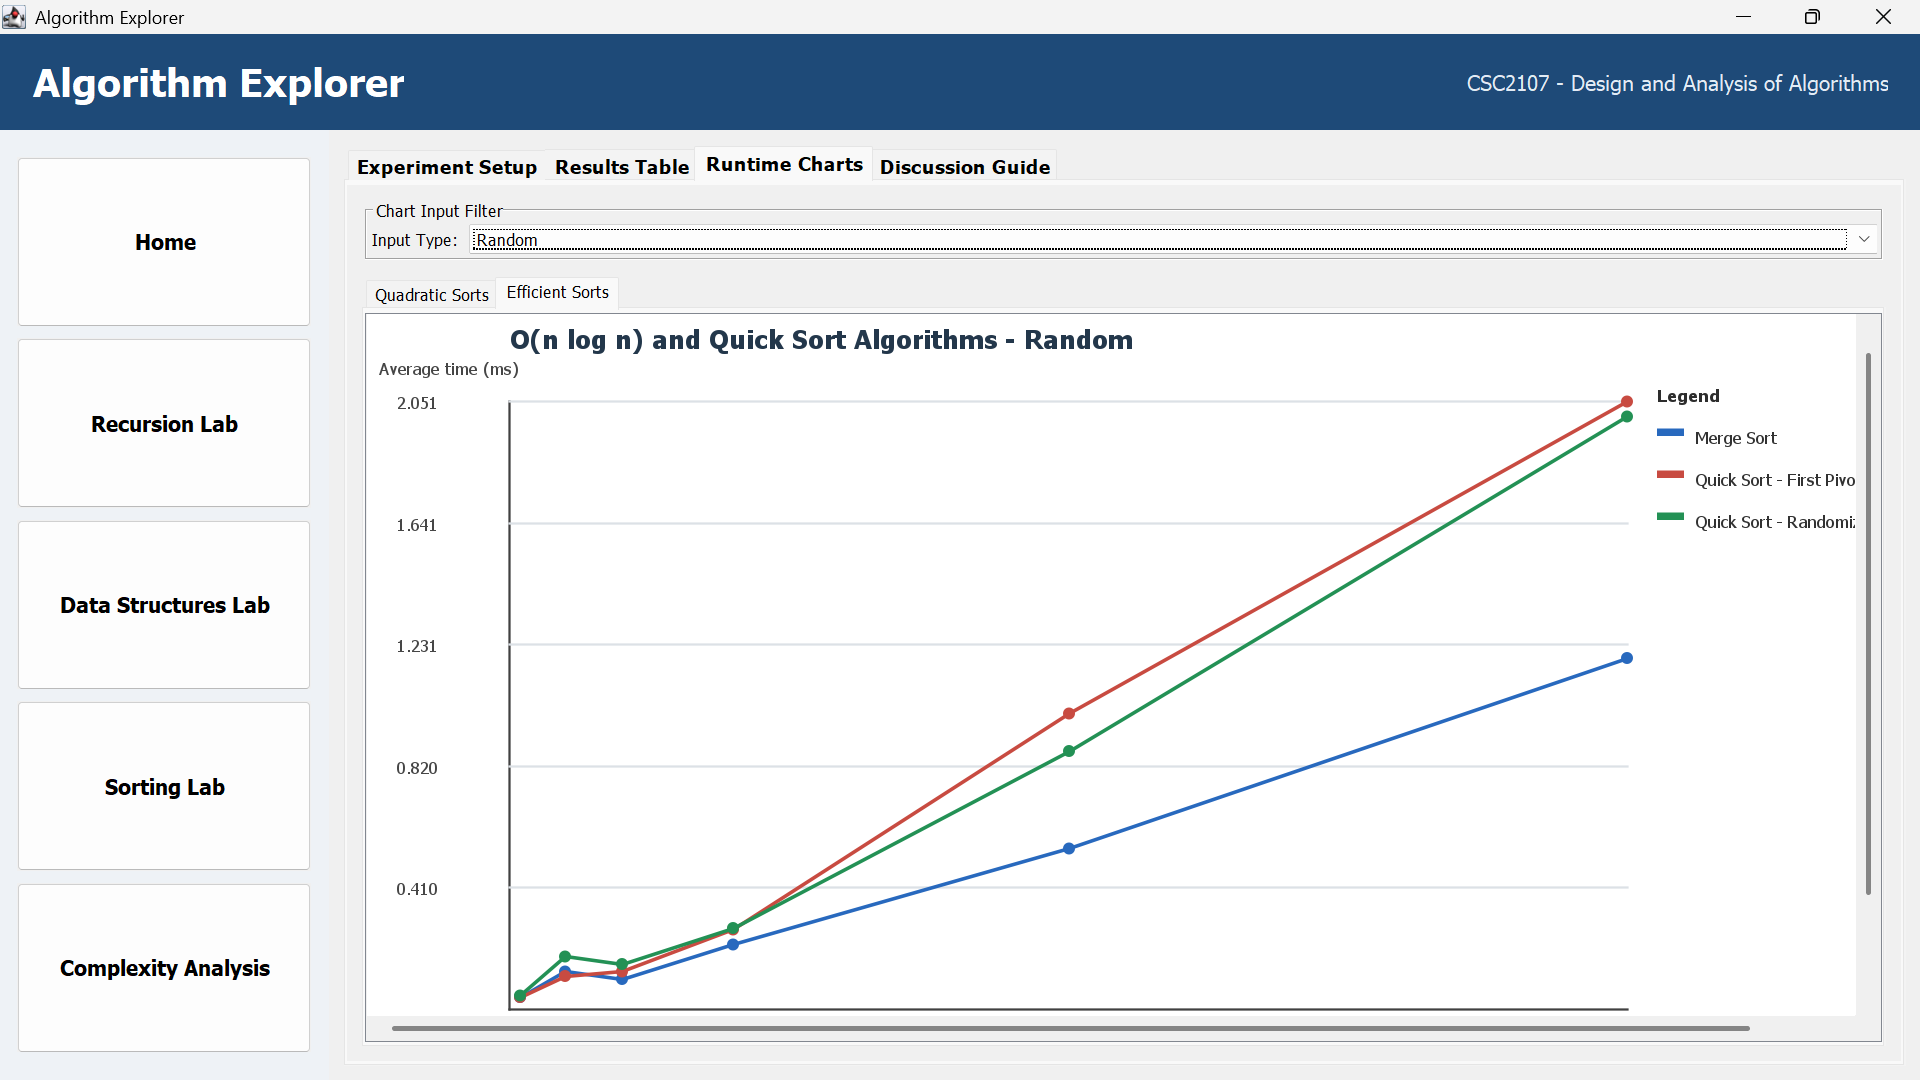 Algorithm Explorer
Algorithm Explorer
CSC2107 - Design and Analysis of Algorithms
Home
Recursion Lab
Data Structures Lab
Sorting Lab
Complexity Analysis
Experiment Setup
Results Table
Runtime Charts
Discussion Guide
Chart Input Filter
Input Type:
Random
Quadratic Sorts
Efficient Sorts
O(n log n) and Quick Sort Algorithms - Random
Average time (ms)
2.051
1.641
1.231
0.820
0.410
Legend
Merge Sort
Quick Sort - First Pivo
Quick Sort - Randomi